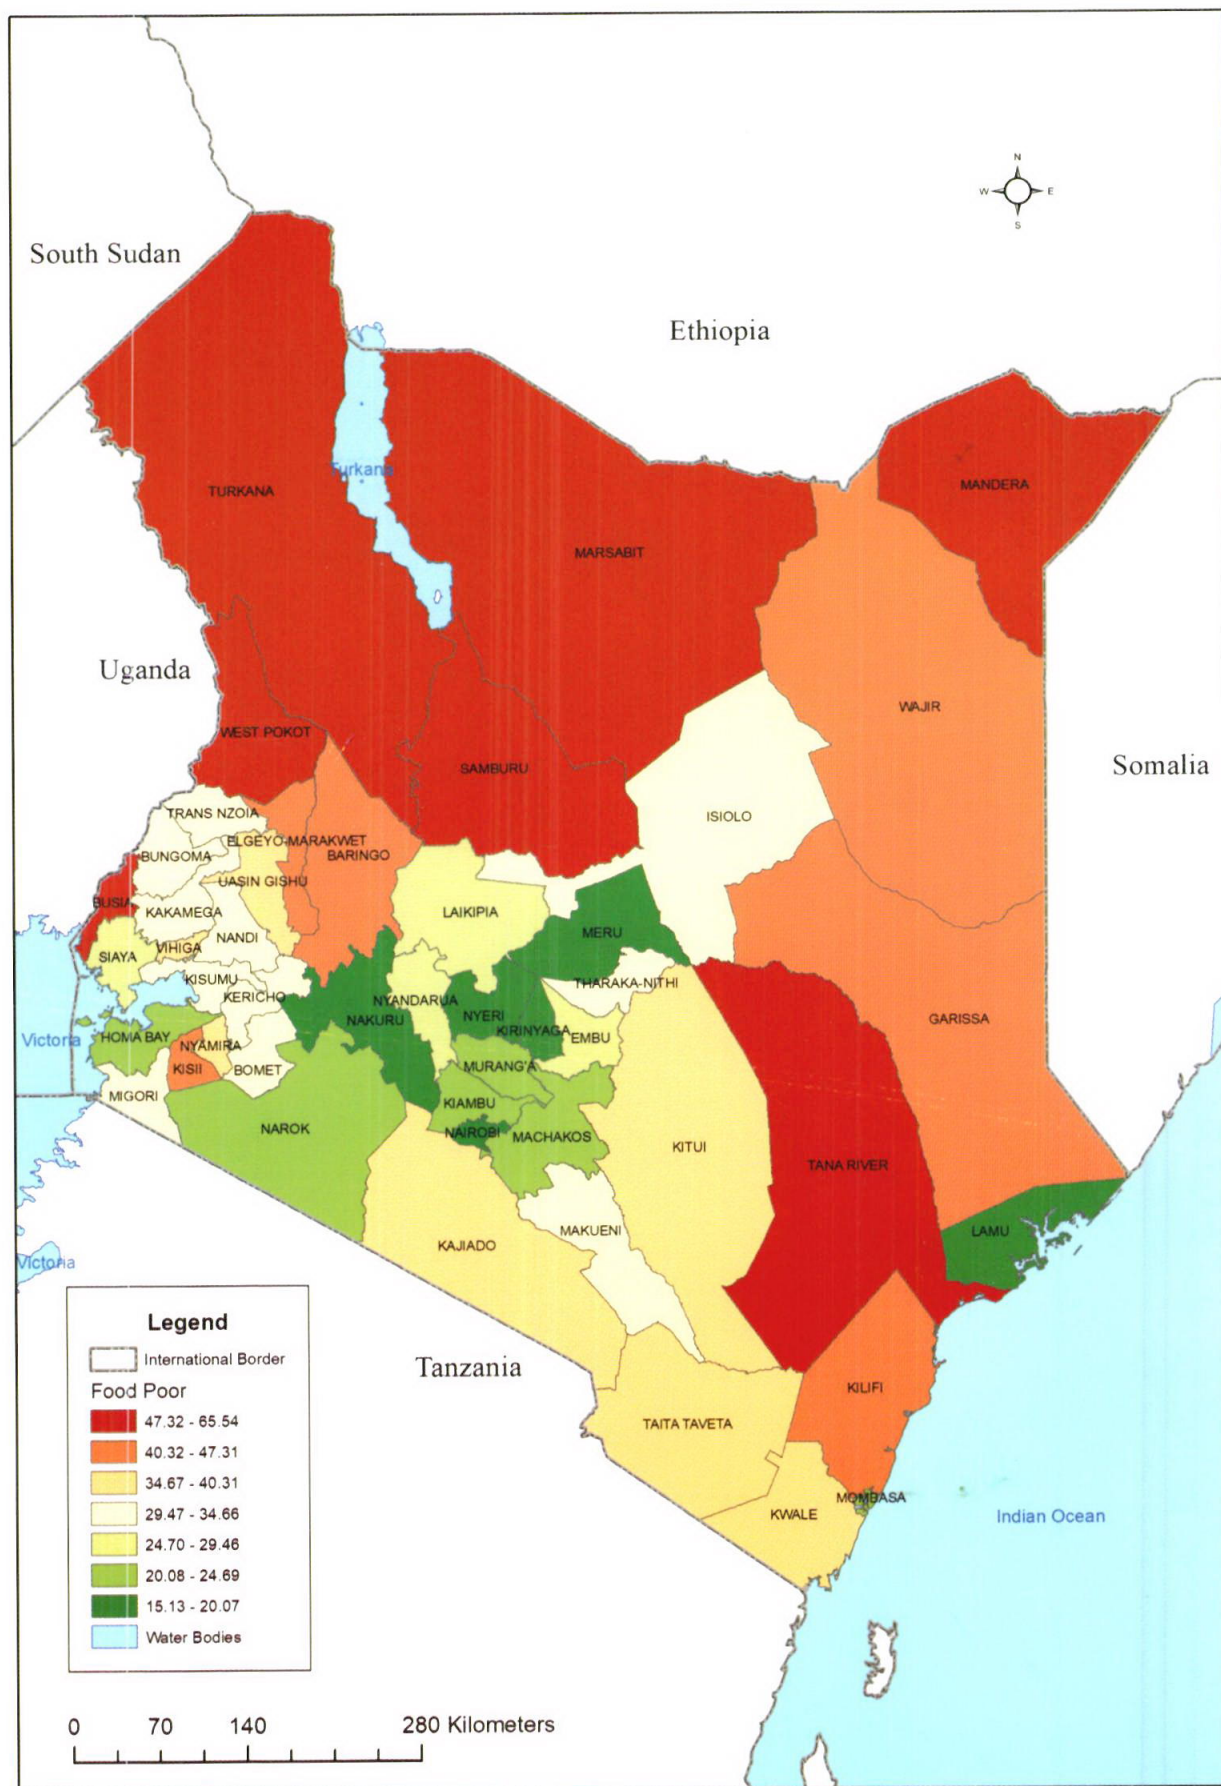 N
W E
S
South Sudan
Ethiopia
Turkana
TURKANA
MANDERA
MARSABIT
Uganda
WAJIR
WEST POKOT
SAMBURU
Somalia
TRANS NZOIA
ISIOLO
ELGEYO-MARAKWET
BUNGOMA
BARINGO
UASIN GISHU
BUSIA
KAKAMEGA
LAIKIPIA
NANDI
MERU
VIHIGA
SIAYA
KISUMU
THARAKA-NITHI
KERICHO
NYANDARUA
NYERI
NAKURU
GARISSA
KIRINYAGA
Victoria
HOMA BAY
EMBU
NYAMIRA
KISII
MURANG'A
BOMET
MIGORI
KIAMBU
NAROK
NAIROBI
MACHAKOS
KITUI
TANA RIVER
MAKUENI
LAMU
KAJIADO
Victoria
Legend
International Border
Food Poor
47.32 - 65.54
40.32 - 47.31
34.67 - 40.31
29.47 - 34.66
24.70 - 29.46
20.08 - 24.69
15.13 - 20.07
Water Bodies
Tanzania
KILIFI
TAITA TAVETA
MOMBASA
KWALE
Indian Ocean
0 70 140 280 Kilometers